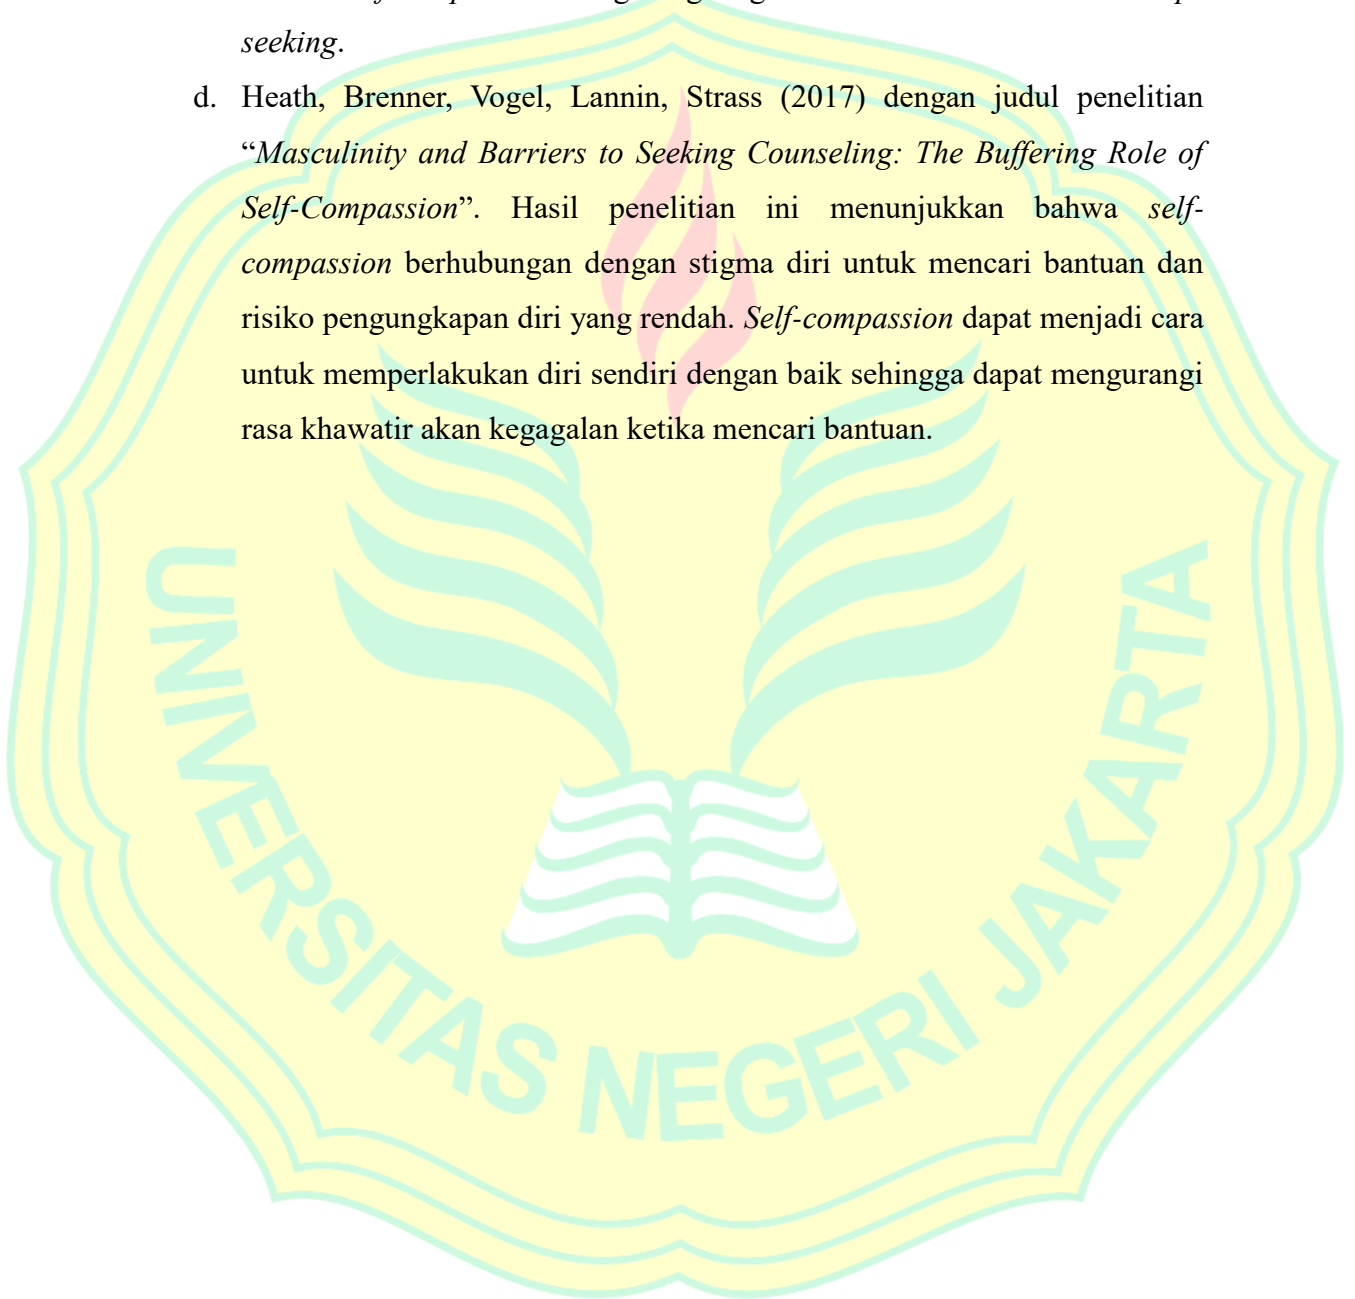 seeking.
d. Heath, Brenner, Vogel, Lannin, Strass (2017) dengan judul penelitian
“Masculinity and Barriers to Seeking Counseling: The Buffering Role of
Self-Compassion”. Hasil penelitian ini menunjukkan bahwa self-
compassion berhubungan dengan stigma diri untuk mencari bantuan dan
risiko pengungkapan diri yang rendah. Self-compassion dapat menjadi cara
untuk memperlakukan diri sendiri dengan baik sehingga dapat mengurangi
rasa khawatir akan kegagalan ketika mencari bantuan.
UNIVERSITAS NEGERI JAKARTA